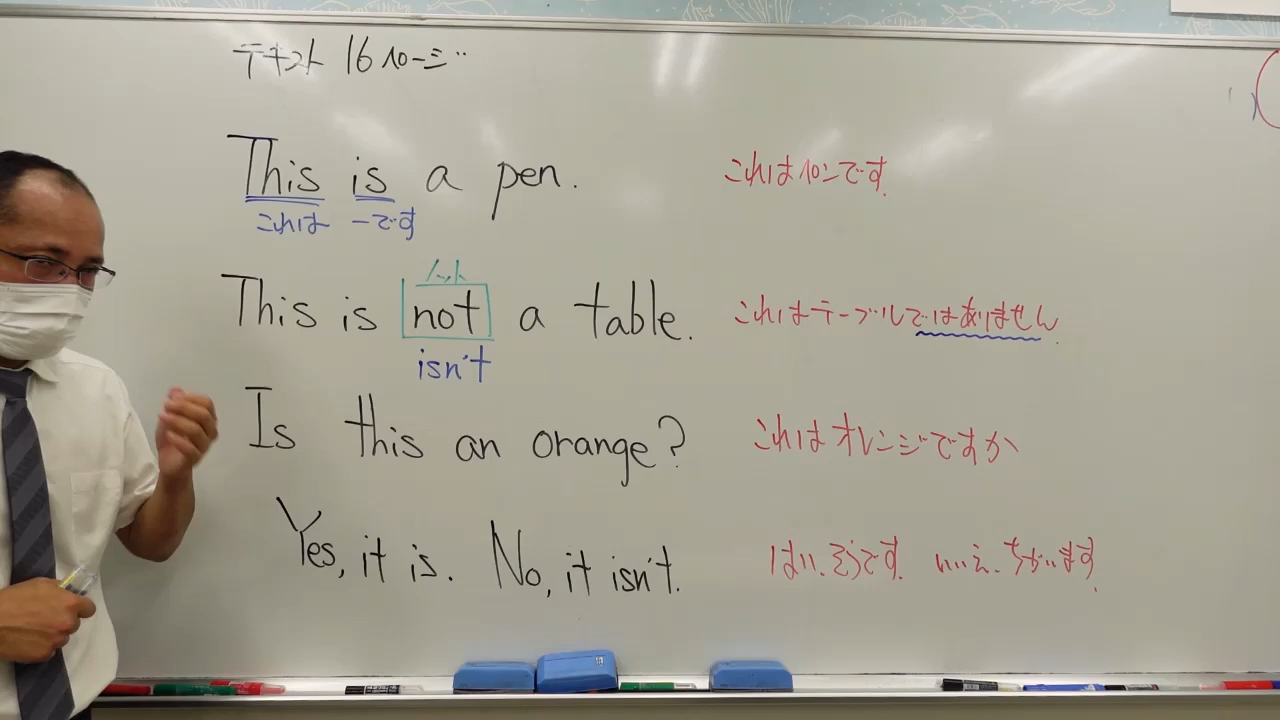 テキスト 16ページ
This is a pen. これはペンです.
これは ーです
ノット
This is not a table. これはテーブルではありません.
isn't
Is this an orange? これはオレンジですか
Yes, it is. No, it isn't. はい、そうです. いいえ、ちがいます.